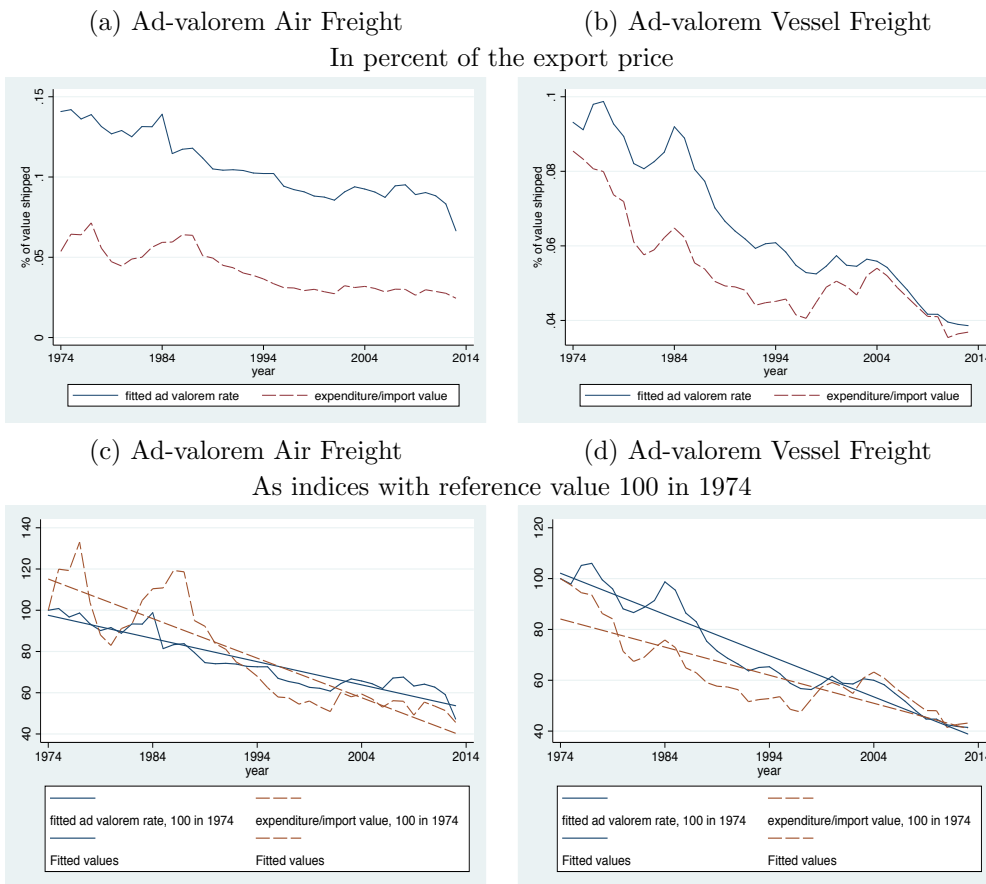 (a) Ad-valorem Air Freight (b) Ad-valorem Vessel Freight
In percent of the export price
% of value shipped
.15
.1
.05
0
1974 1984 1994 2004 2014
year
fitted ad valorem rate expenditure/import value
% of value shipped
.1
.08
.06
.04
1974 1984 1994 2004 2014
year
fitted ad valorem rate expenditure/import value
(c) Ad-valorem Air Freight (d) Ad-valorem Vessel Freight
As indices with reference value 100 in 1974
140
120
100
80
60
40
1974 1984 1994 2004 2014
year
fitted ad valorem rate, 100 in 1974 expenditure/import value, 100 in 1974
Fitted values Fitted values
120
100
80
60
40
1974 1984 1994 2004 2014
year
fitted ad valorem rate, 100 in 1974 expenditure/import value, 100 in 1974
Fitted values Fitted values